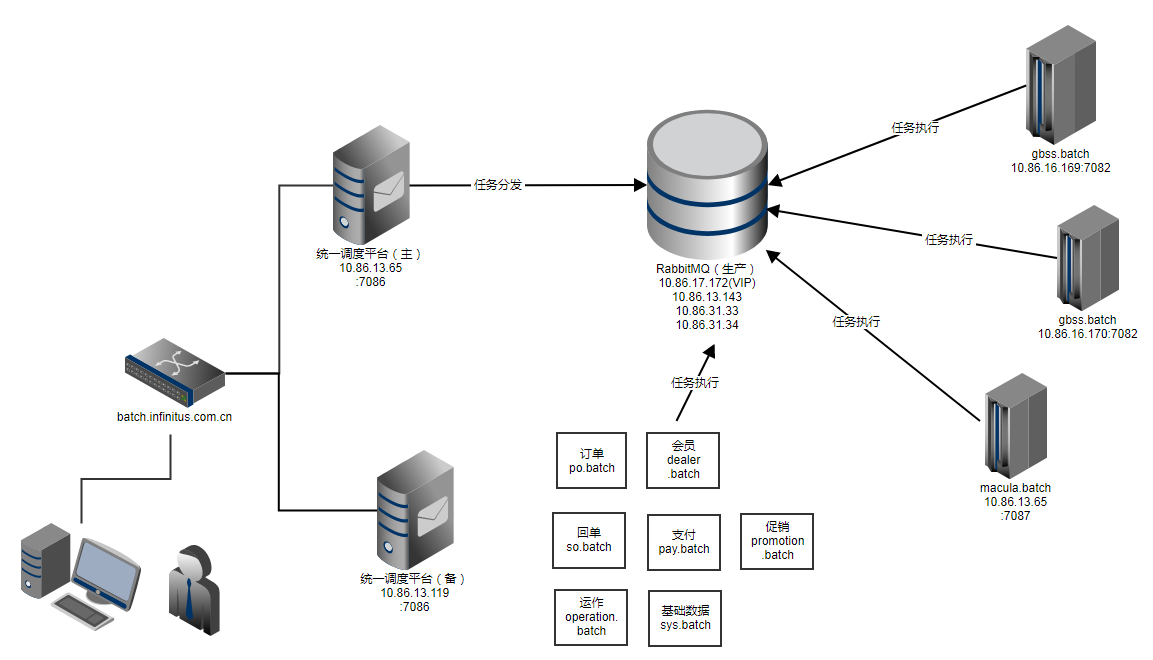 batch.infinitus.com.cn
统一调度平台（主）
10.86.13.65
:7086
统一调度平台（备）
10.86.13.119
:7086
任务分发
RabbitMQ（生产）
10.86.17.172(VIP)
10.86.13.143
10.86.31.33
10.86.31.34
任务执行
gbss.batch
10.86.16.169:7082
任务执行
gbss.batch
10.86.16.170:7082
任务执行
macula.batch
10.86.13.65
:7087
任务执行
订单
po.batch
会员
dealer
.batch
回单
so.batch
支付
pay.batch
促销
promotion
.batch
运作
operation.
batch
基础数据
sys.batch